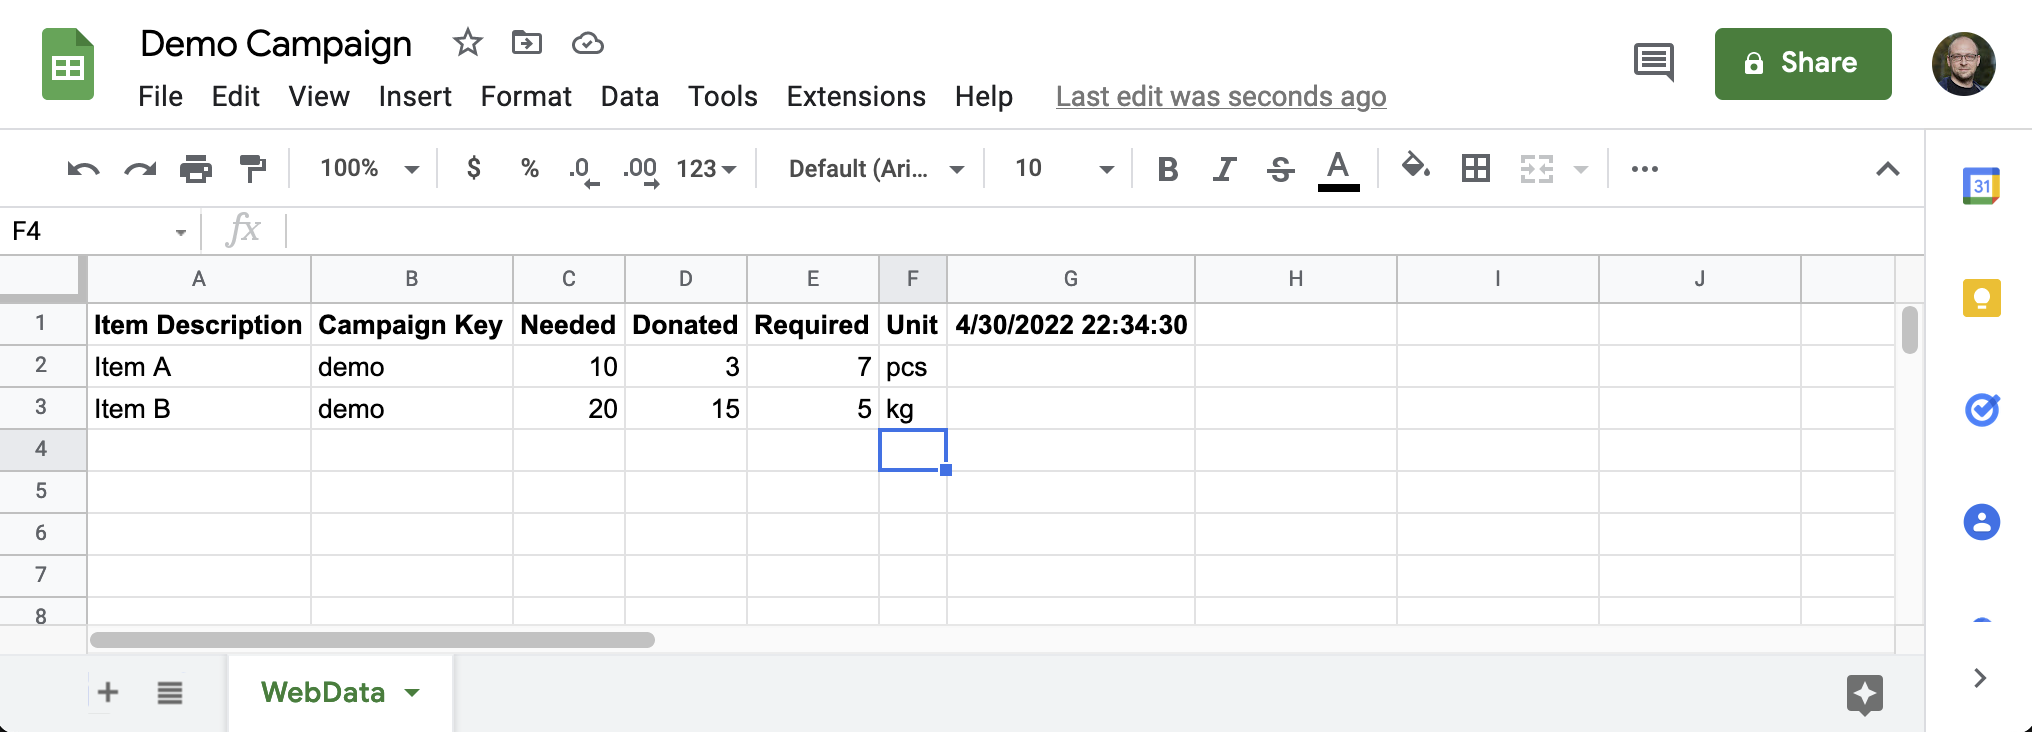 Demo Campaign
File Edit View Insert Format Data Tools Extensions Help Last edit was seconds ago
Share
100% $ % .0 .00 123 Default (Ari... 10 B I S A
31
F4 fx
A B C D E F G H I J
1 Item Description Campaign Key Needed Donated Required Unit 4/30/2022 22:34:30
2 Item A demo 10 3 7 pcs
3 Item B demo 20 15 5 kg
4
5
6
7
8
WebData